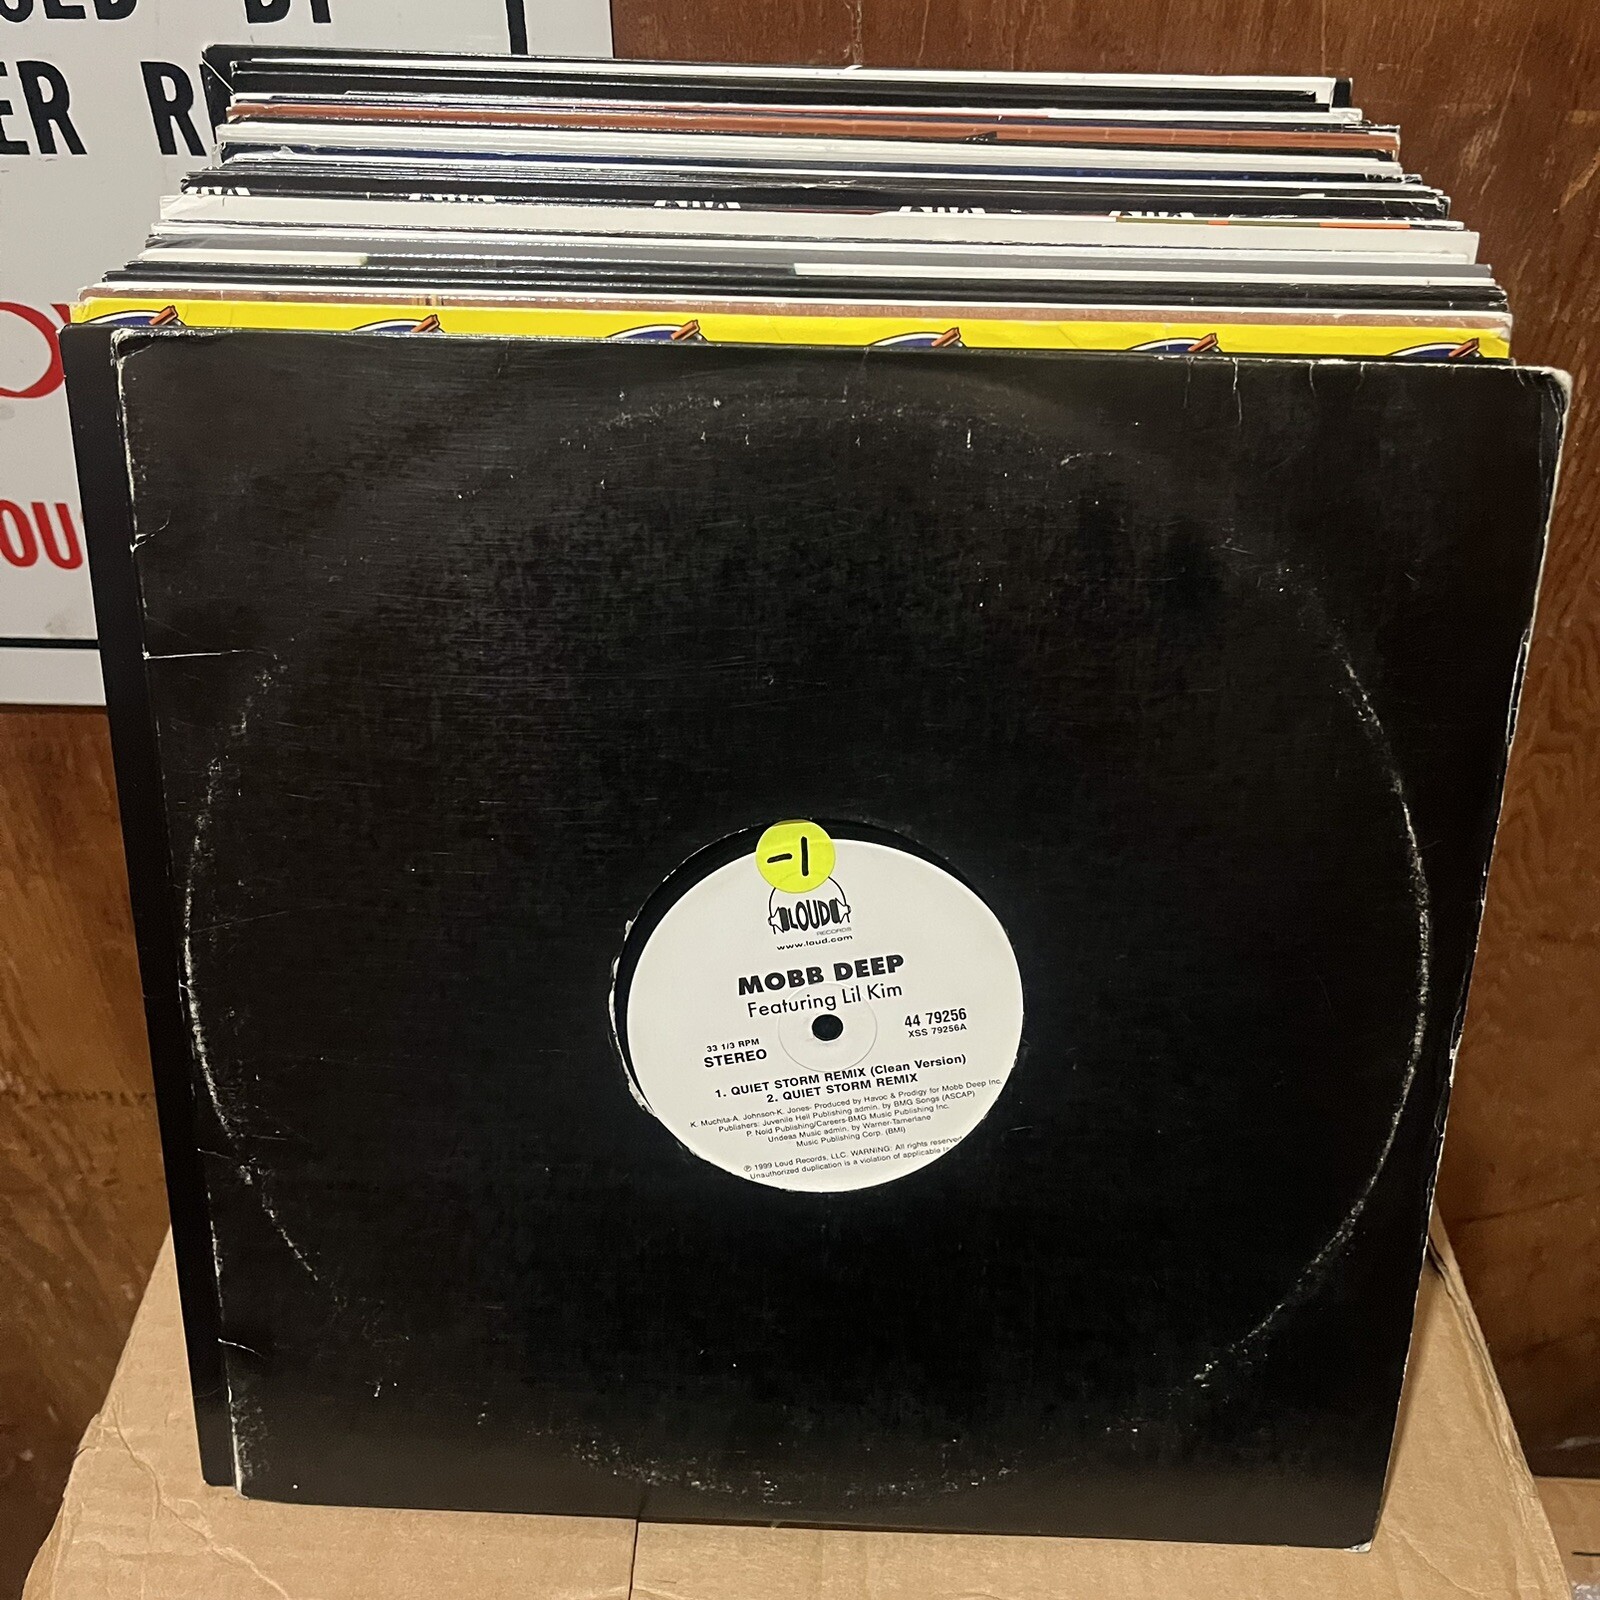 ER
OU
-1
LOUD
RECORDS
www.loud.com
MOBB DEEP
Featuring Lil Kim
44 79256
XSS 79256A
33 1/3 RPM
STEREO
1. QUIET STORM REMIX (Clean Version)
2. QUIET STORM REMIX
K. Muchita-A. Johnson-K. Jones- Produced by Havoc & Prodigy for Mobb Deep Inc.
Publishers: Juvenile Hell Publishing admin. by BMG Songs (ASCAP)
P. Noid Publishing/Careers-BMG Music Publishing Inc.
Undeas Music admin. by Warner-Tamerlane
Music Publishing Corp. (BMI)
℗ 1999 Loud Records, LLC. WARNING: All rights reserved
Unauthorized duplication is a violation of applicable